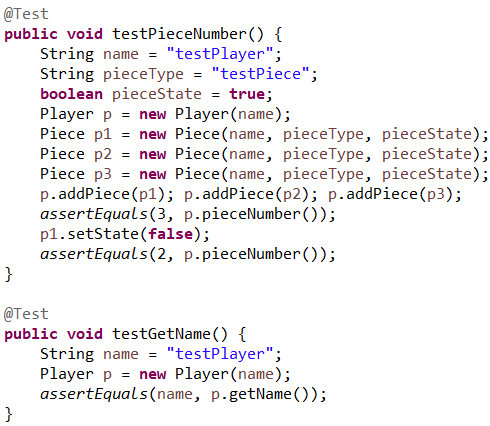 @Test
public void testPieceNumber() {
    String name = "testPlayer";
    String pieceType = "testPiece";
    boolean pieceState = true;
    Player p = new Player(name);
    Piece p1 = new Piece(name, pieceType, pieceState);
    Piece p2 = new Piece(name, pieceType, pieceState);
    Piece p3 = new Piece(name, pieceType, pieceState);
    p.addPiece(p1); p.addPiece(p2); p.addPiece(p3);
    assertEquals(3, p.pieceNumber());
    p1.setState(false);
    assertEquals(2, p.pieceNumber());
}

@Test
public void testGetName() {
    String name = "testPlayer";
    Player p = new Player(name);
    assertEquals(name, p.getName());
}